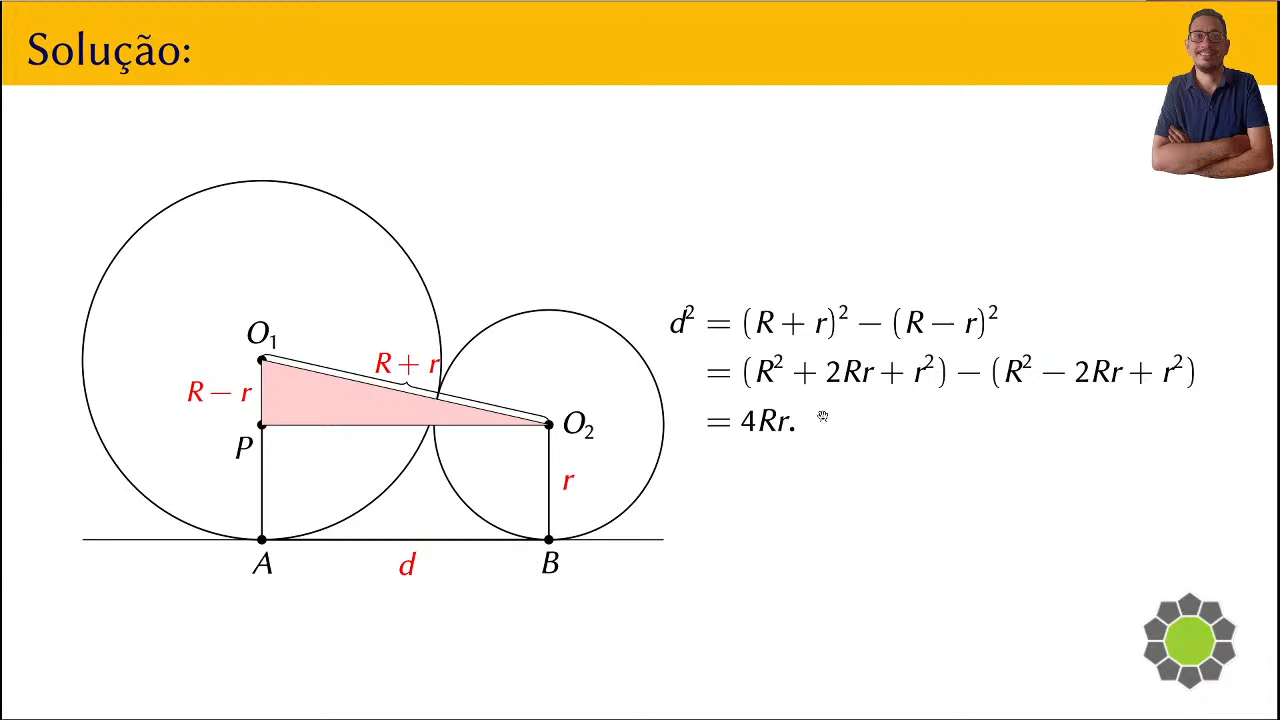 Solução:
O₁
R + r
R − r
O₂
P
r
A
d
B
d² = (R + r)² − (R − r)²
= (R² + 2Rr + r²) − (R² − 2Rr + r²)
= 4Rr.